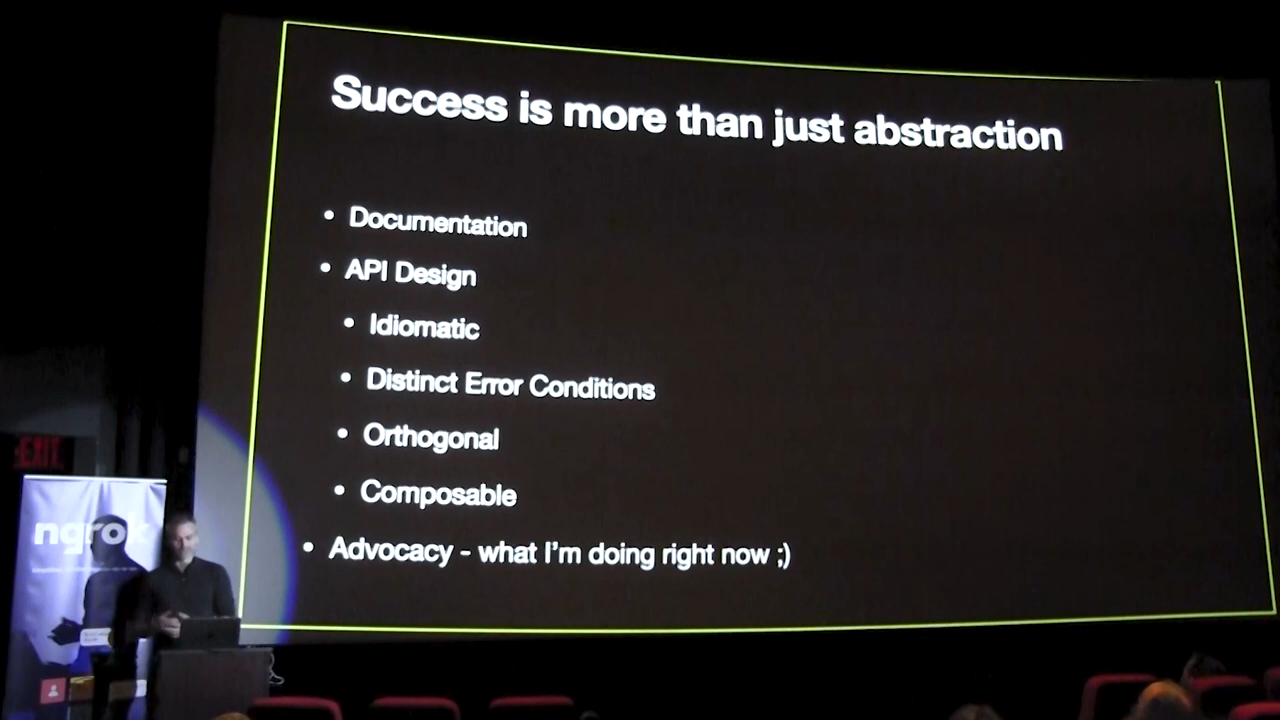 Success is more than just abstraction
• Documentation
• API Design
• Idiomatic
• Distinct Error Conditions
• Orthogonal
• Composable
• Advocacy - what I'm doing right now ;)
EXIT
ngrok